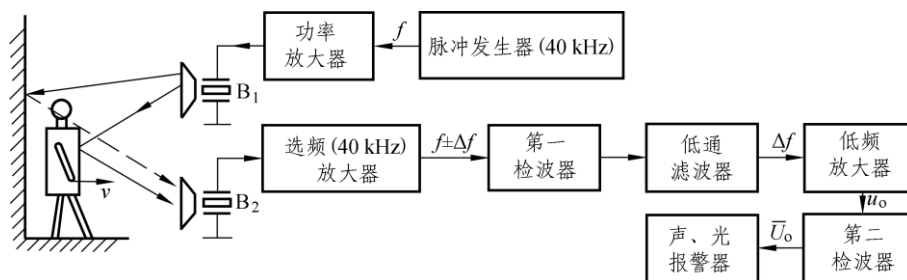 功率
放大器
f
脉冲发生器(40 kHz)
B₁
v
B₂
选频(40 kHz)
放大器
f±Δf
第一
检波器
低通
滤波器
Δf
低频
放大器
uₒ
第二
检波器
U̅ₒ
声、光
报警器